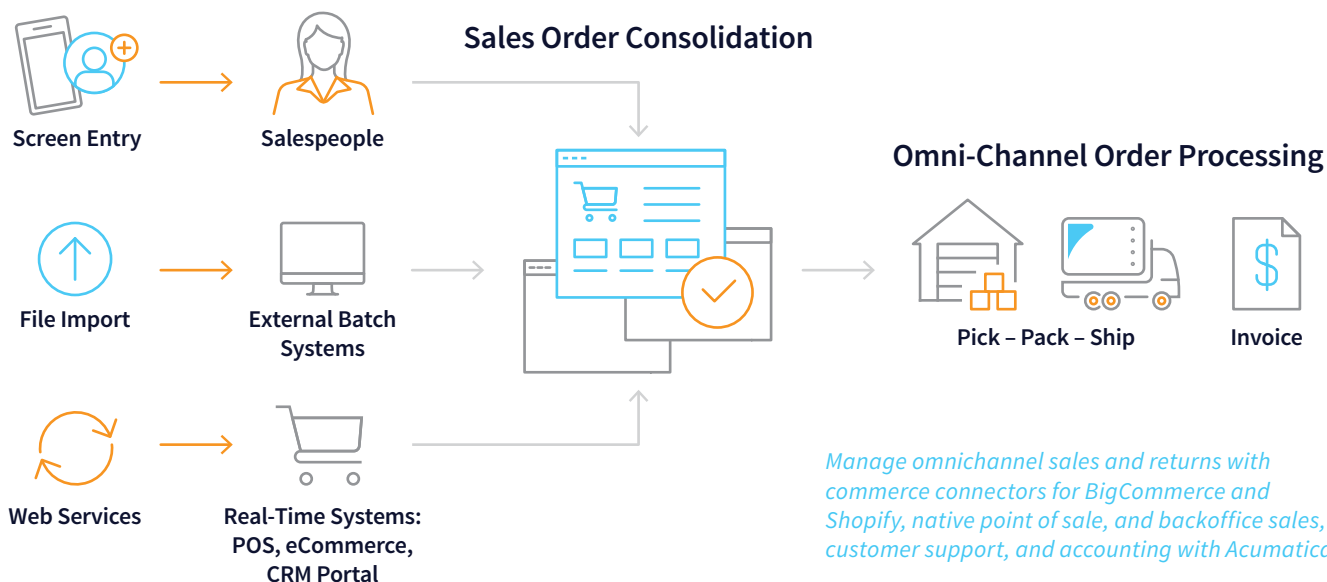 Sales Order Consolidation
Screen Entry
Salespeople
Omni-Channel Order Processing
File Import
External Batch
Systems
Pick – Pack – Ship
Invoice
Web Services
Real-Time Systems:
POS, eCommerce,
CRM Portal
Manage omnichannel sales and returns with
commerce connectors for BigCommerce and
Shopify, native point of sale, and backoffice sales,
customer support, and accounting with Acumatica